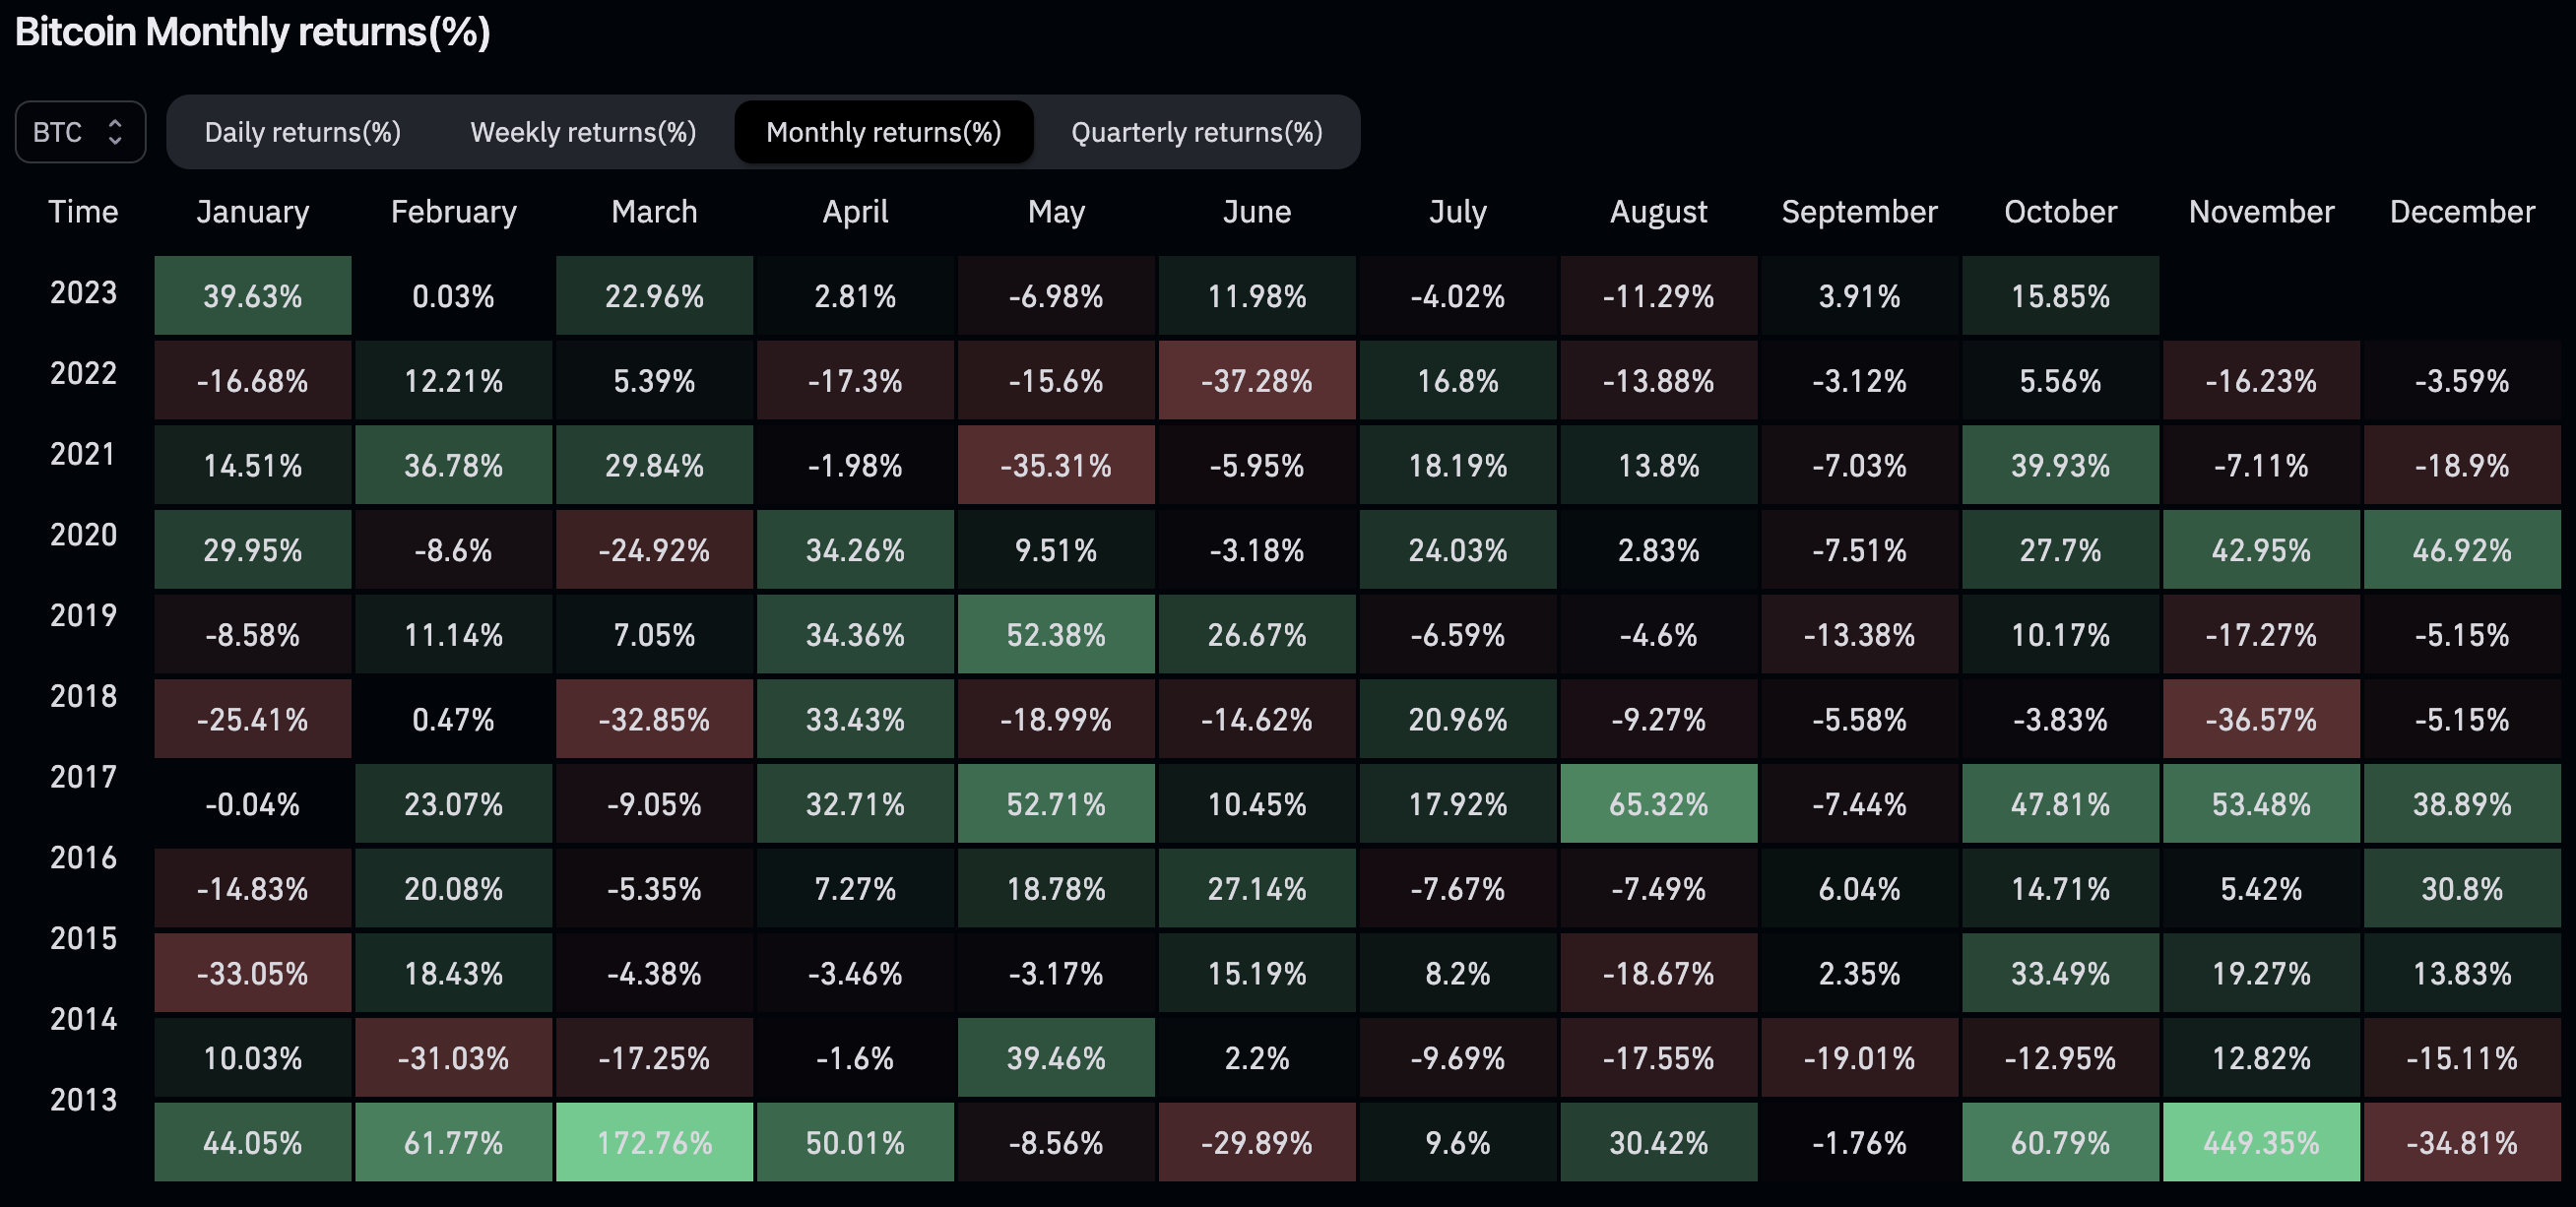 Bitcoin Monthly returns(%)
BTC Daily returns(%) Weekly returns(%) Monthly returns(%) Quarterly returns(%)
Time January February March April May June July August September October November December
2023 39.63% 0.03% 22.96% 2.81% -6.98% 11.98% -4.02% -11.29% 3.91% 15.85%
2022 -16.68% 12.21% 5.39% -17.3% -15.6% -37.28% 16.8% -13.88% -3.12% 5.56% -16.23% -3.59%
2021 14.51% 36.78% 29.84% -1.98% -35.31% -5.95% 18.19% 13.8% -7.03% 39.93% -7.11% -18.9%
2020 29.95% -8.6% -24.92% 34.26% 9.51% -3.18% 24.03% 2.83% -7.51% 27.7% 42.95% 46.92%
2019 -8.58% 11.14% 7.05% 34.36% 52.38% 26.67% -6.59% -4.6% -13.38% 10.17% -17.27% -5.15%
2018 -25.41% 0.47% -32.85% 33.43% -18.99% -14.62% 20.96% -9.27% -5.58% -3.83% -36.57% -5.15%
2017 -0.04% 23.07% -9.05% 32.71% 52.71% 10.45% 17.92% 65.32% -7.44% 47.81% 53.48% 38.89%
2016 -14.83% 20.08% -5.35% 7.27% 18.78% 27.14% -7.67% -7.49% 6.04% 14.71% 5.42% 30.8%
2015 -33.05% 18.43% -4.38% -3.46% -3.17% 15.19% 8.2% -18.67% 2.35% 33.49% 19.27% 13.83%
2014 10.03% -31.03% -17.25% -1.6% 39.46% 2.2% -9.69% -17.55% -19.01% -12.95% 12.82% -15.11%
2013 44.05% 61.77% 172.76% 50.01% -8.56% -29.89% 9.6% 30.42% -1.76% 60.79% 449.35% -34.81%